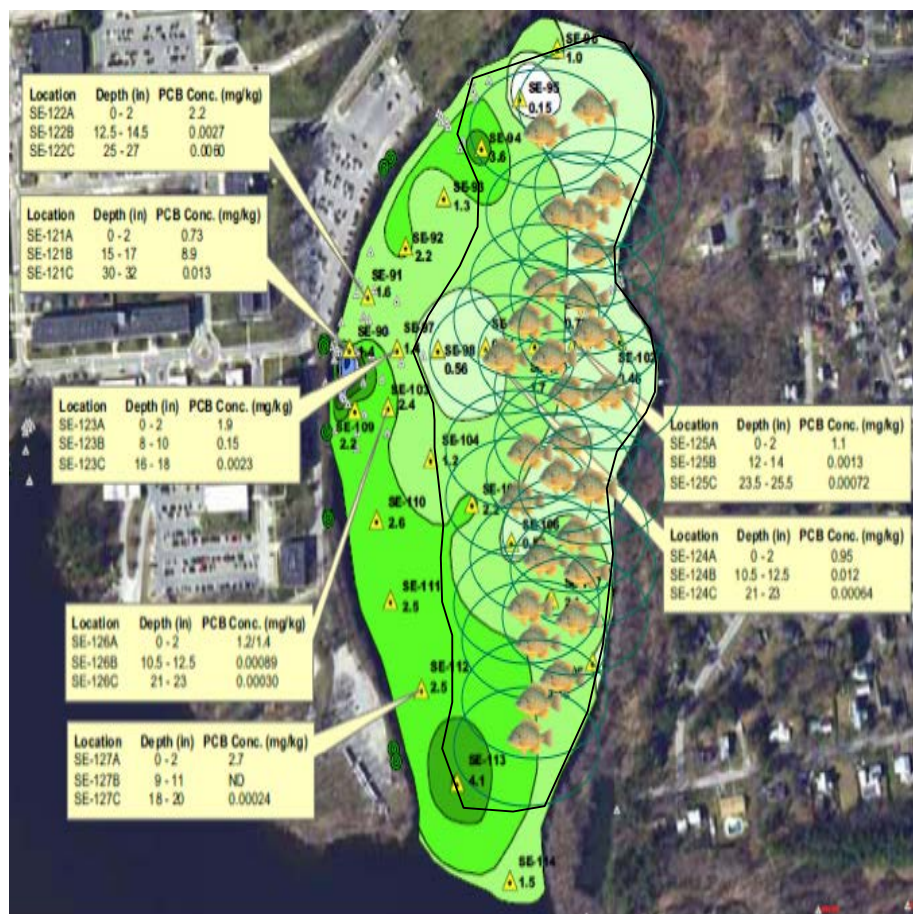 Location Depth (in) PCB Conc. (mg/kg)
SE-122A 0 - 2 2.2
SE-122B 12.5 - 14.5 0.0027
SE-122C 25 - 27 0.0060
Location Depth (in) PCB Conc. (mg/kg)
SE-121A 0 - 2 0.73
SE-121B 15 - 17 8.9
SE-121C 30 - 32 0.013
Location Depth (in) PCB Conc. (mg/kg)
SE-123A 0 - 2 1.9
SE-123B 8 - 10 0.15
SE-123C 16 - 18 0.0023
Location Depth (in) PCB Conc. (mg/kg)
SE-126A 0 - 2 1.2/1.4
SE-126B 10.5 - 12.5 0.00089
SE-126C 21 - 23 0.00030
Location Depth (in) PCB Conc. (mg/kg)
SE-127A 0 - 2 2.7
SE-127B 9 - 11 ND
SE-127C 18 - 20 0.00024
1.0
SE-95
0.15
SE-94
3.6
SE-93
1.3
SE-92
2.2
SE-91
1.6
SE-90
SE-97
1.4
SE-98
0.56
SE-102
SE-103
2.4
SE-109
2.2
SE-104
1.2
SE-110
2.6
SE-106
SE-111
2.5
SE-112
2.5
SE-113
4.1
SE-114
1.5
Location Depth (in) PCB Conc. (mg/kg)
SE-125A 0 - 2 1.1
SE-125B 12 - 14 0.0013
SE-125C 23.5 - 25.5 0.00072
Location Depth (in) PCB Conc. (mg/kg)
SE-124A 0 - 2 0.95
SE-124B 10.5 - 12.5 0.012
SE-124C 21 - 23 0.00064